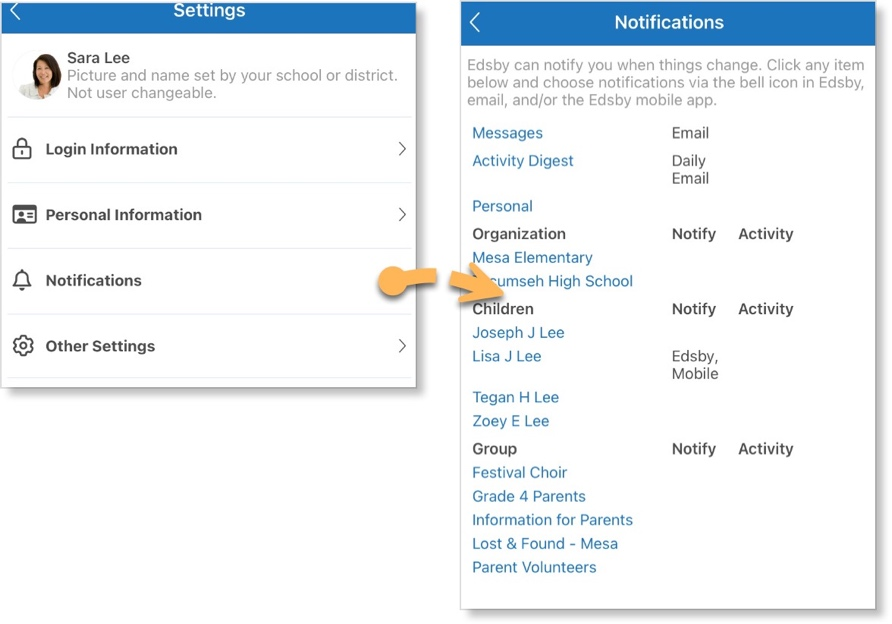 Settings
Sara Lee
Picture and name set by your school or district.
Not user changeable.
Login Information
Personal Information
Notifications
Other Settings
Notifications
Edsby can notify you when things change. Click any item
below and choose notifications via the bell icon in Edsby,
email, and/or the Edsby mobile app.
Messages Email
Activity Digest Daily
Email
Personal
Organization Notify Activity
Mesa Elementary
High School
Children Notify Activity
Joseph J Lee
Lisa J Lee Edsby,
Mobile
Tegan H Lee
Zoey E Lee
Group Notify Activity
Festival Choir
Grade 4 Parents
Information for Parents
Lost & Found - Mesa
Parent Volunteers